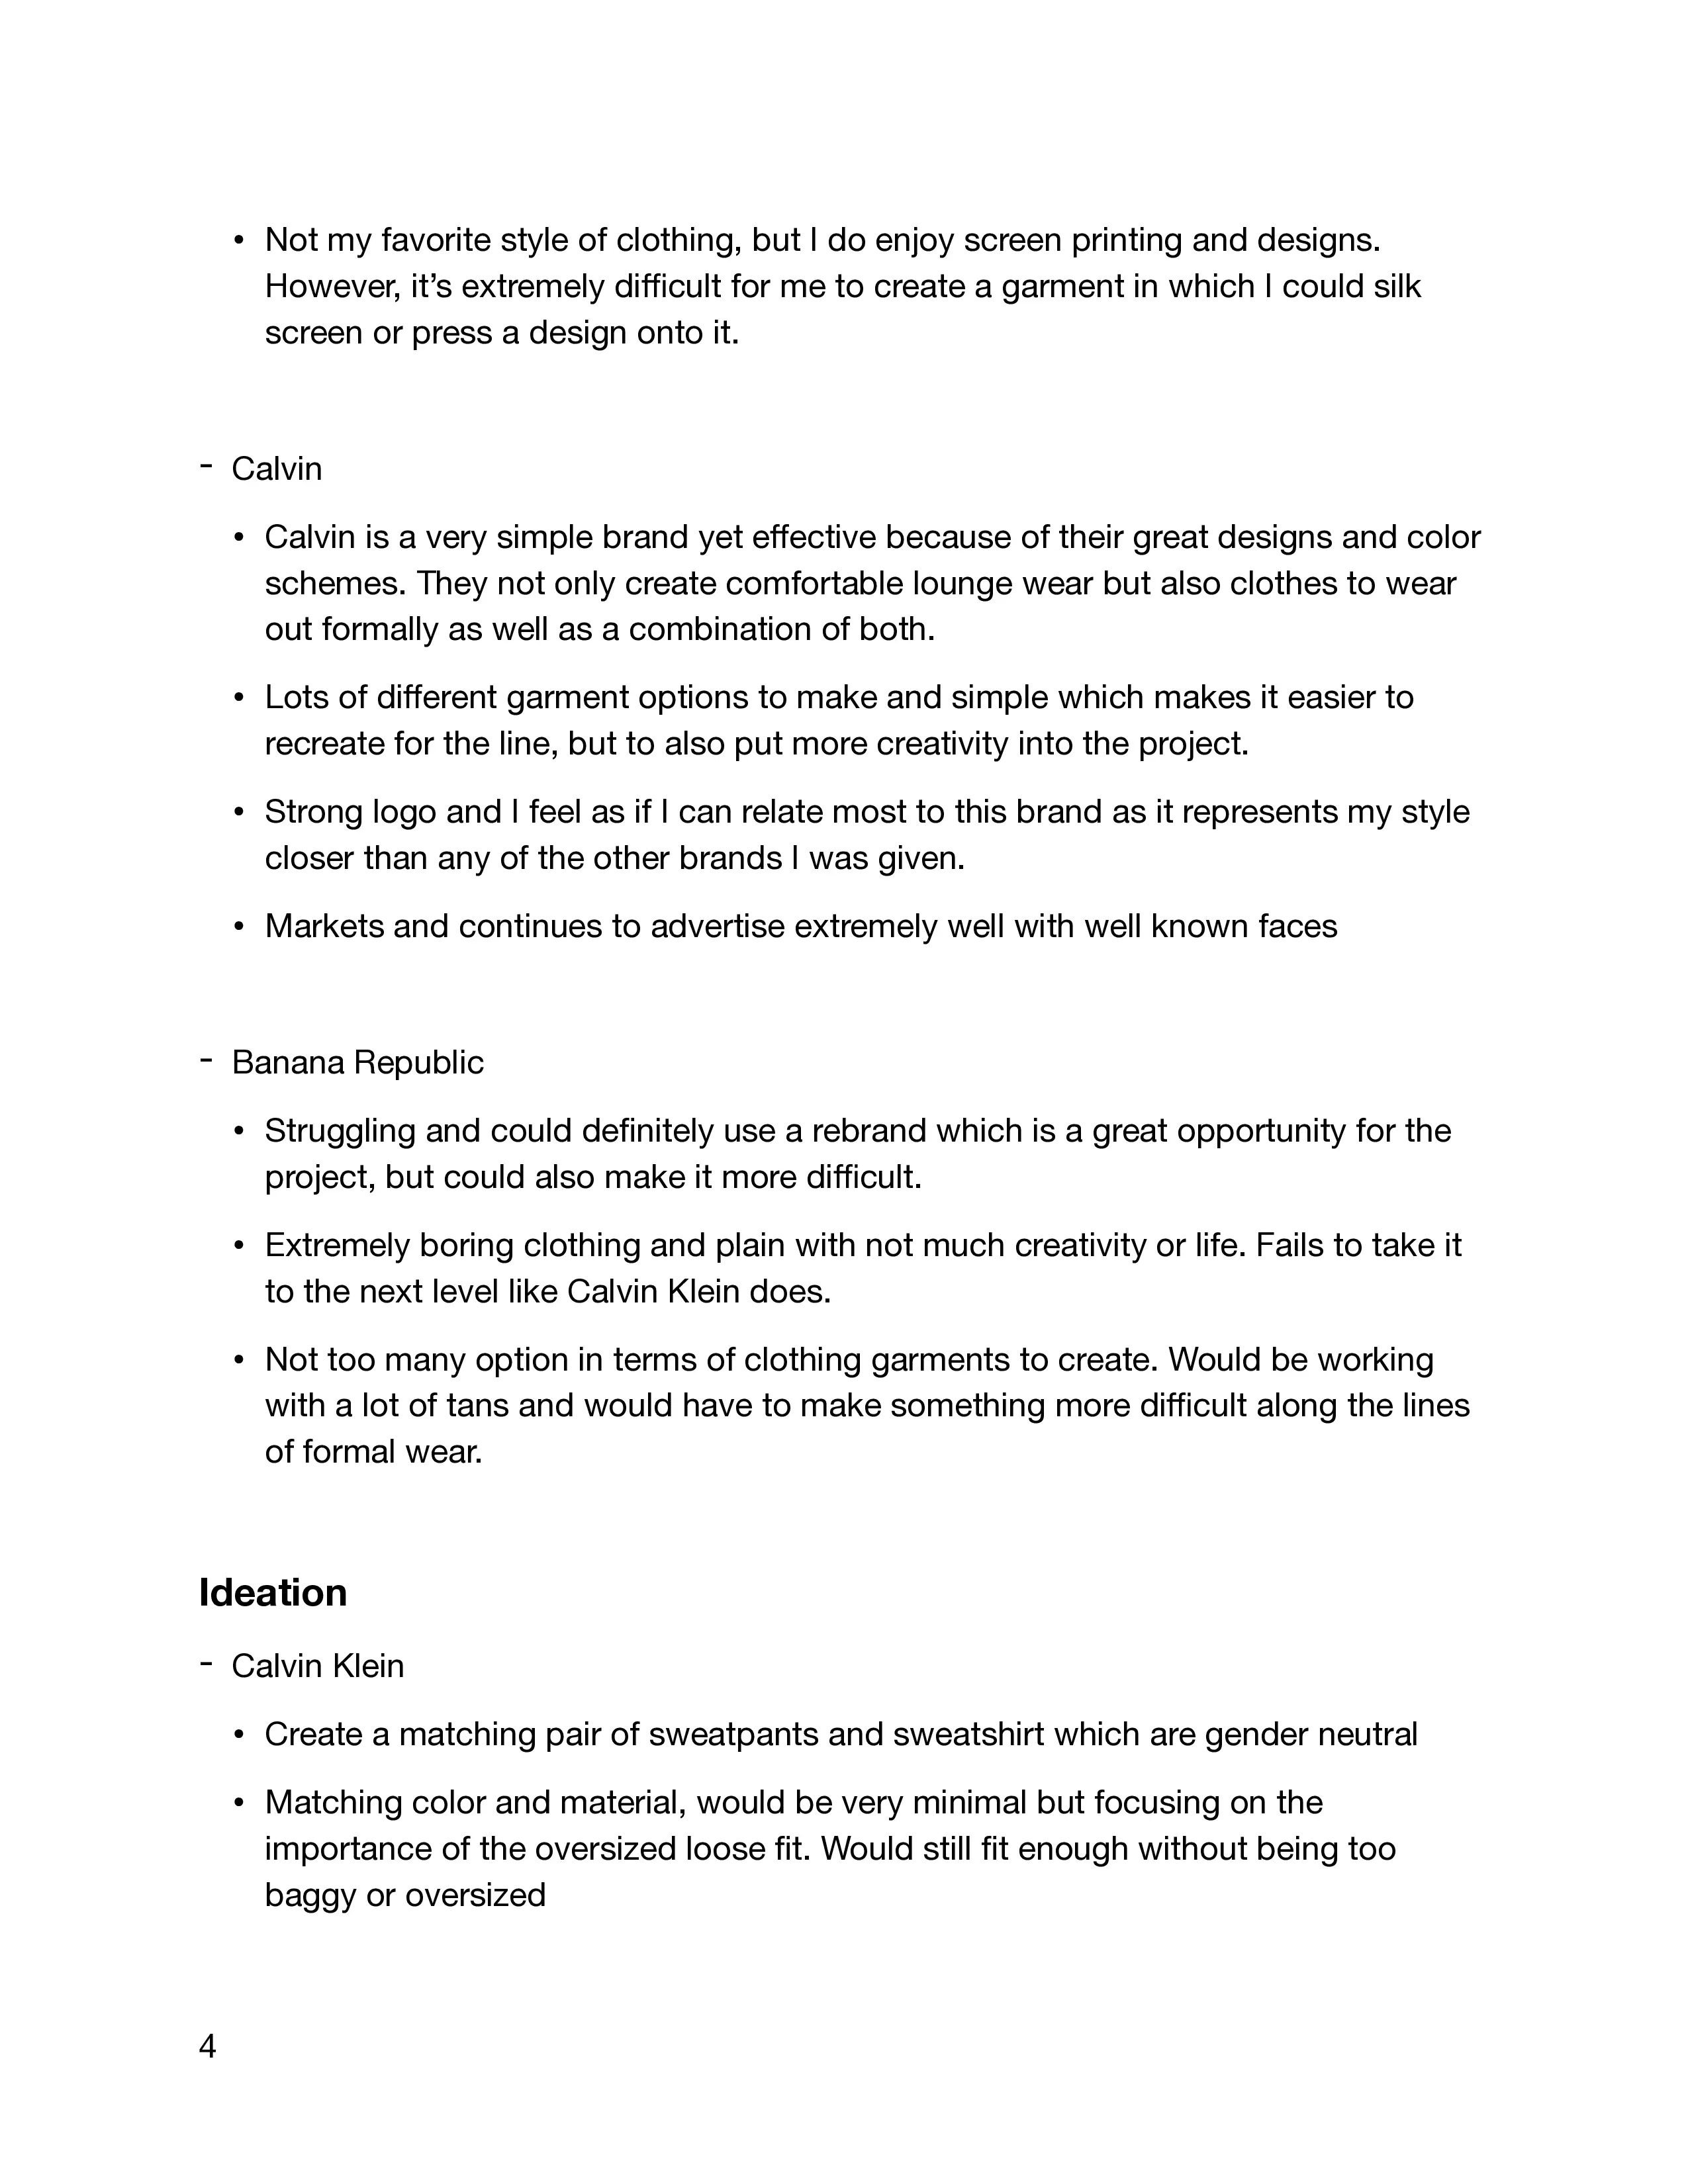 • Not my favorite style of clothing, but I do enjoy screen printing and designs.
However, it’s extremely difficult for me to create a garment in which I could silk
screen or press a design onto it.
- Calvin
• Calvin is a very simple brand yet effective because of their great designs and color
schemes. They not only create comfortable lounge wear but also clothes to wear
out formally as well as a combination of both.
• Lots of different garment options to make and simple which makes it easier to
recreate for the line, but to also put more creativity into the project.
• Strong logo and I feel as if I can relate most to this brand as it represents my style
closer than any of the other brands I was given.
• Markets and continues to advertise extremely well with well known faces
- Banana Republic
• Struggling and could definitely use a rebrand which is a great opportunity for the
project, but could also make it more difficult.
• Extremely boring clothing and plain with not much creativity or life. Fails to take it
to the next level like Calvin Klein does.
• Not too many option in terms of clothing garments to create. Would be working
with a lot of tans and would have to make something more difficult along the lines
of formal wear.
Ideation
- Calvin Klein
• Create a matching pair of sweatpants and sweatshirt which are gender neutral
• Matching color and material, would be very minimal but focusing on the
importance of the oversized loose fit. Would still fit enough without being too
baggy or oversized
4